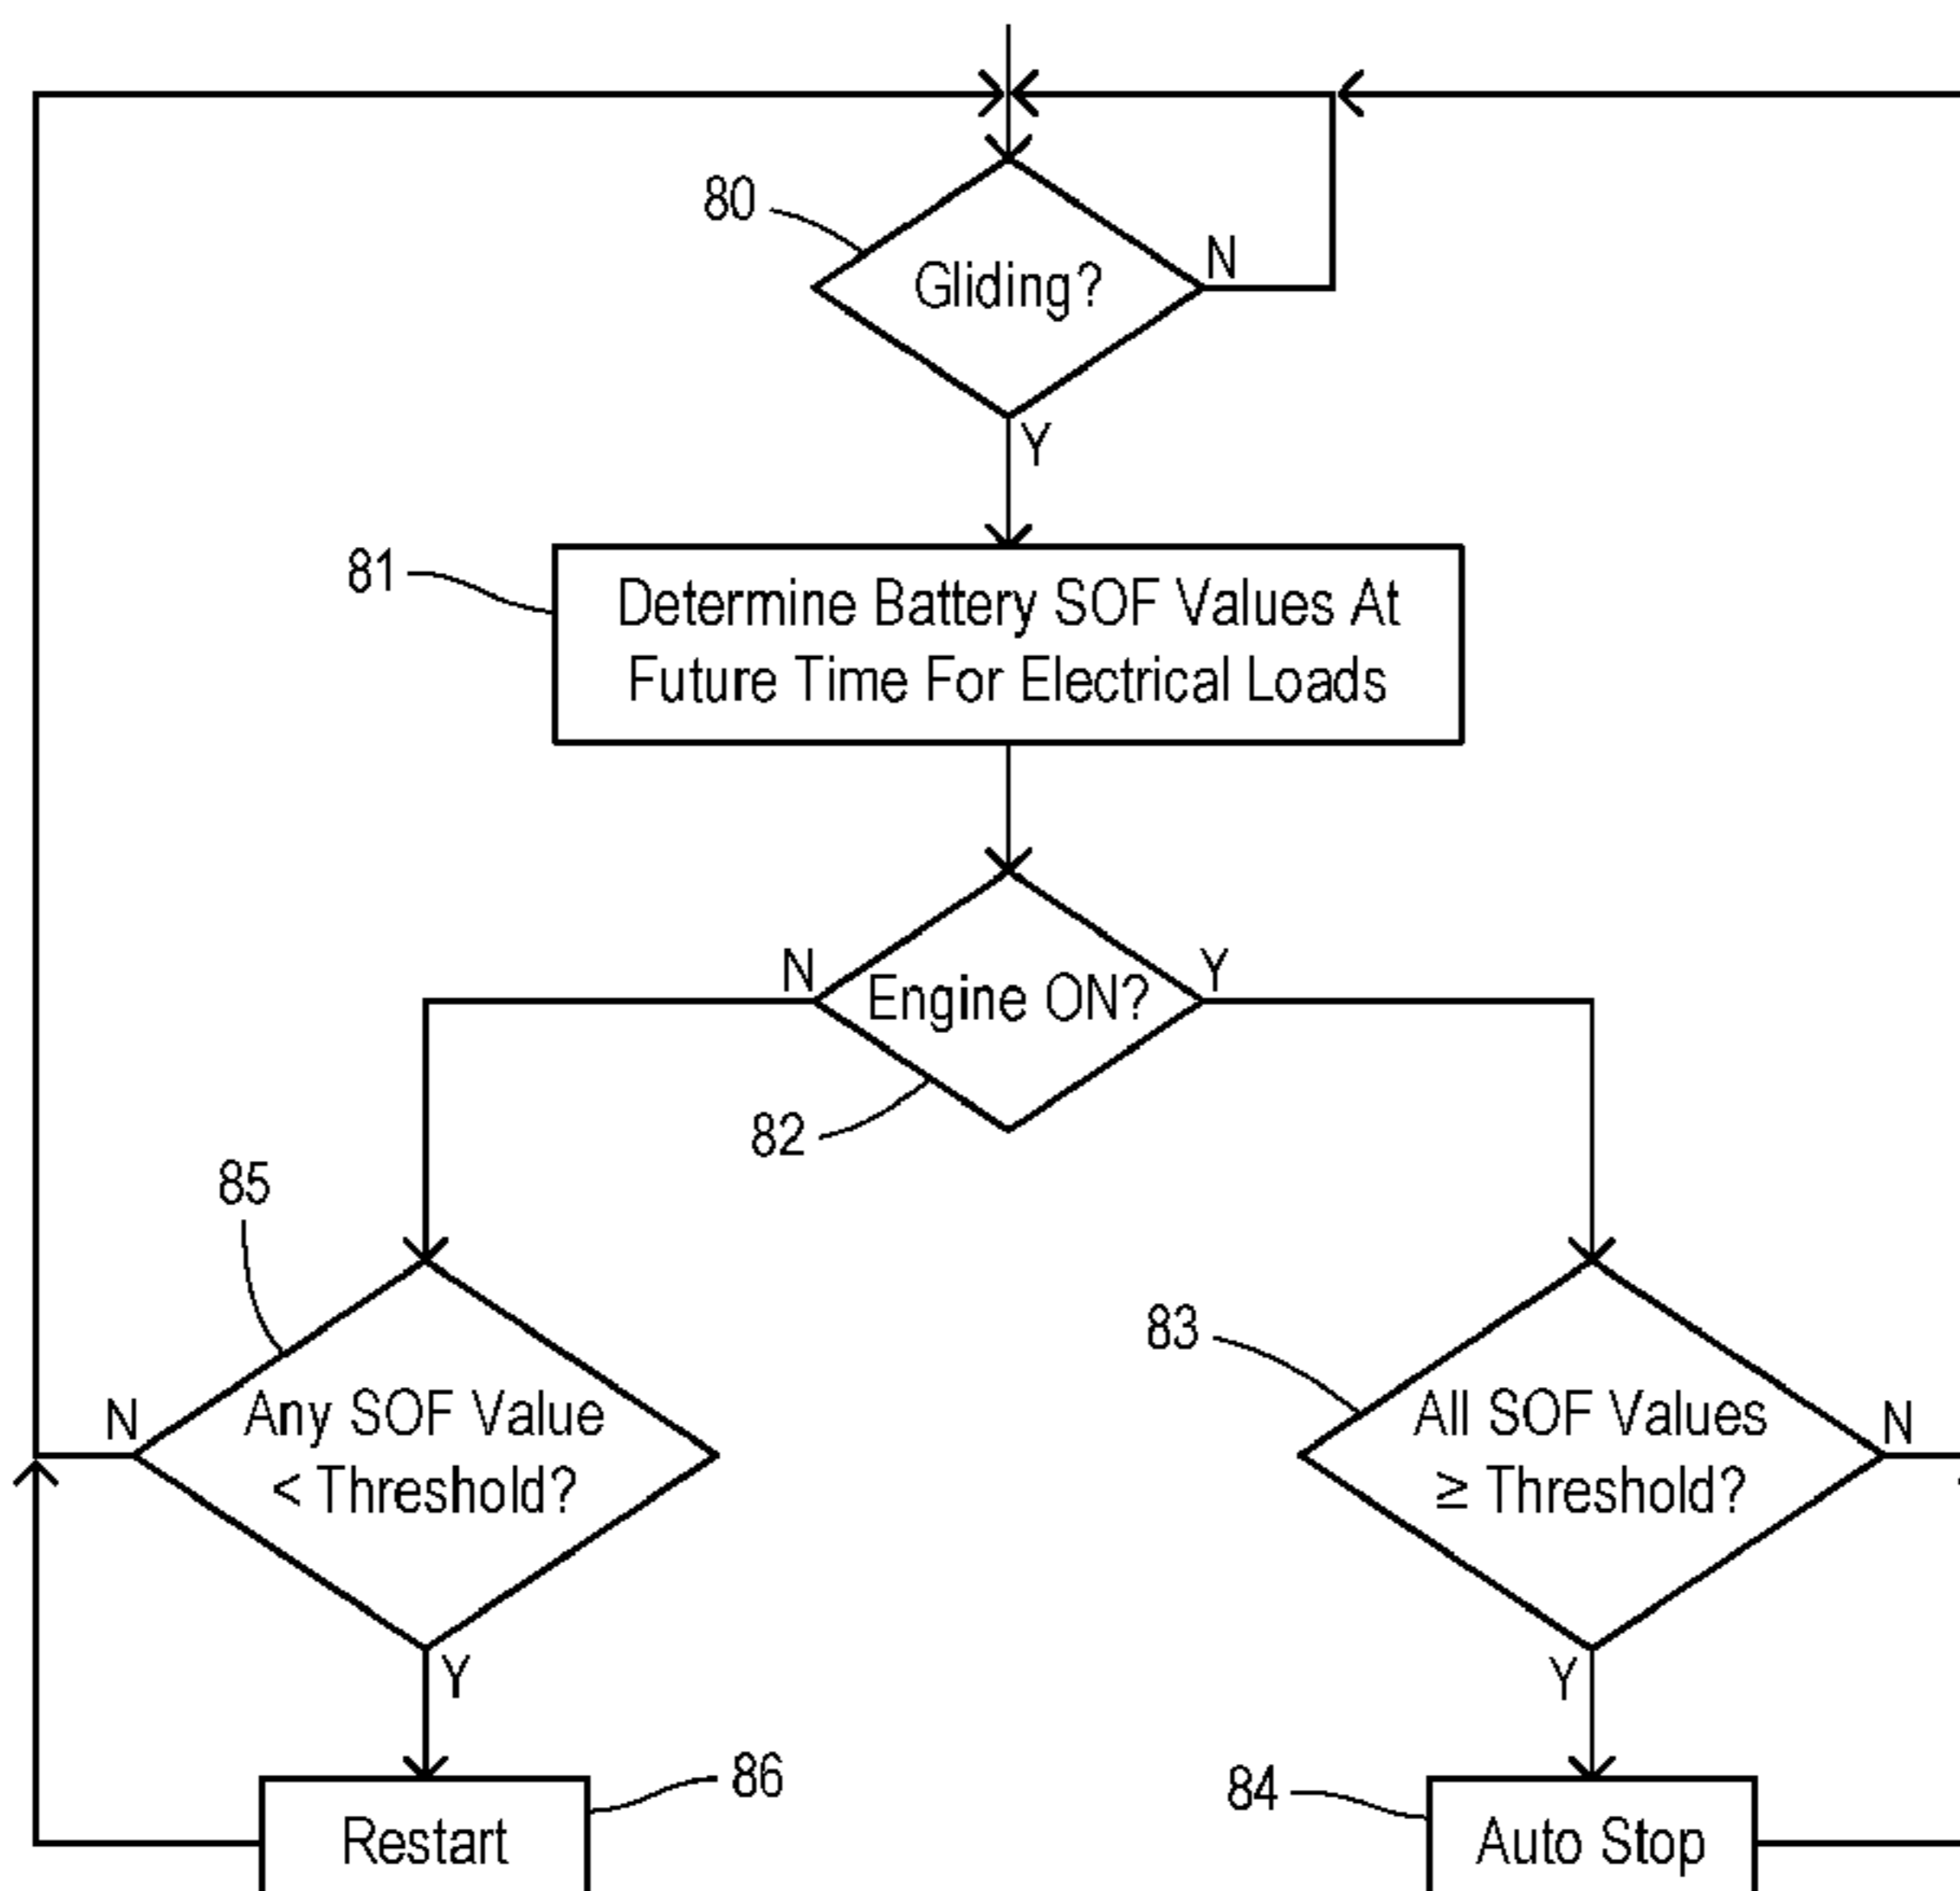 80
Gliding?
N
Y
81
Determine Battery SOF Values At
Future Time For Electrical Loads
N
Engine ON?
Y
82
85
83
N
Any SOF Value
< Threshold?
All SOF Values
≥ Threshold?
N
Y
Y
86
Restart
84
Auto Stop